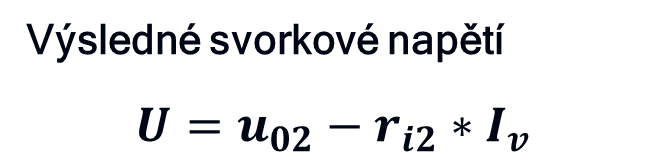 Výsledné svorkové napětí
U = u₀₂ − rᵢ₂ * Iᵥ